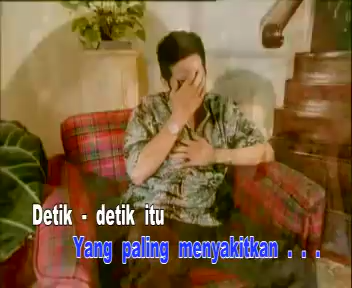 Detik - detik itu
Yang paling menyakitkan . . .